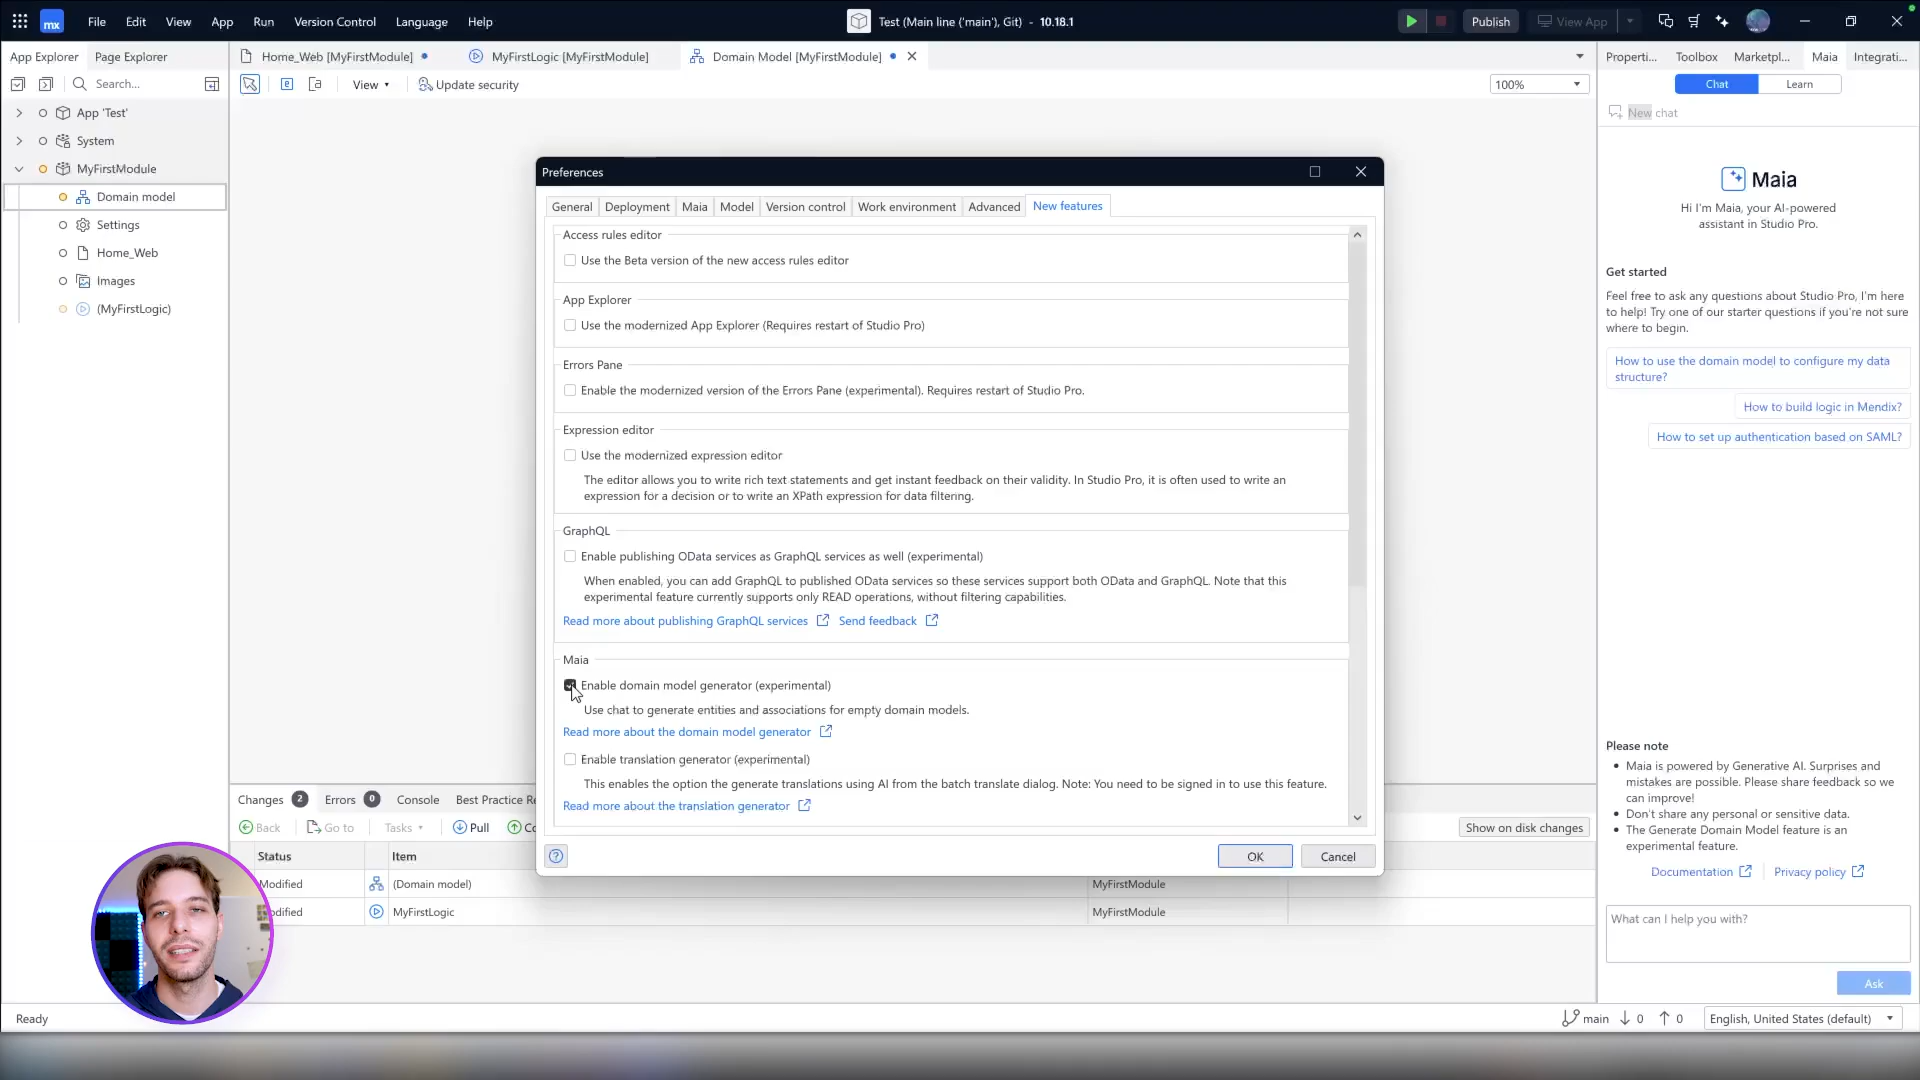 mx File Edit View App Run Version Control Language Help
Test (Main line ('main'), Git) - 10.18.1
Publish View App
App Explorer Page Explorer
Home_Web [MyFirstModule] MyFirstLogic [MyFirstModule] Domain Model [MyFirstModule]
Properti... Toolbox Marketpl... Maia Integrati...
Search...
View Update security
100%
Chat Learn
New chat
App 'Test'
System
MyFirstModule
Domain model
Settings
Home_Web
Images
(MyFirstLogic)
Preferences
General Deployment Maia Model Version control Work environment Advanced New features
Access rules editor
Use the Beta version of the new access rules editor
App Explorer
Use the modernized App Explorer (Requires restart of Studio Pro)
Errors Pane
Enable the modernized version of the Errors Pane (experimental). Requires restart of Studio Pro.
Expression editor
Use the modernized expression editor
The editor allows you to write rich text statements and get instant feedback on their validity. In Studio Pro, it is often used to write an
expression for a decision or to write an XPath expression for data filtering.
GraphQL
Enable publishing OData services as GraphQL services as well (experimental)
When enabled, you can add GraphQL to published OData services so these services support both OData and GraphQL. Note that this
experimental feature currently supports only READ operations, without filtering capabilities.
Read more about publishing GraphQL services Send feedback
Maia
Enable domain model generator (experimental)
Use chat to generate entities and associations for empty domain models.
Read more about the domain model generator
Enable translation generator (experimental)
This enables the option the generate translations using AI from the batch translate dialog. Note: You need to be signed in to use this feature.
Read more about the translation generator
OK Cancel
Maia
Hi I'm Maia, your AI-powered
assistant in Studio Pro.
Get started
Feel free to ask any questions about Studio Pro, I'm here
to help! Try one of our starter questions if you're not sure
where to begin.
How to use the domain model to configure my data
structure?
How to build logic in Mendix?
How to set up authentication based on SAML?
Please note
Maia is powered by Generative AI. Surprises and
mistakes are possible. Please share feedback so we
can improve!
Don't share any personal or sensitive data.
The Generate Domain Model feature is an
experimental feature.
Documentation Privacy policy
What can I help you with?
Ask
Changes 2 Errors 0 Console Best Practice Re
Back Go to Tasks Pull Co
Show on disk changes
Status Item
Modified (Domain model) MyFirstModule
odified MyFirstLogic MyFirstModule
Ready
main 0 0 English, United States (default)